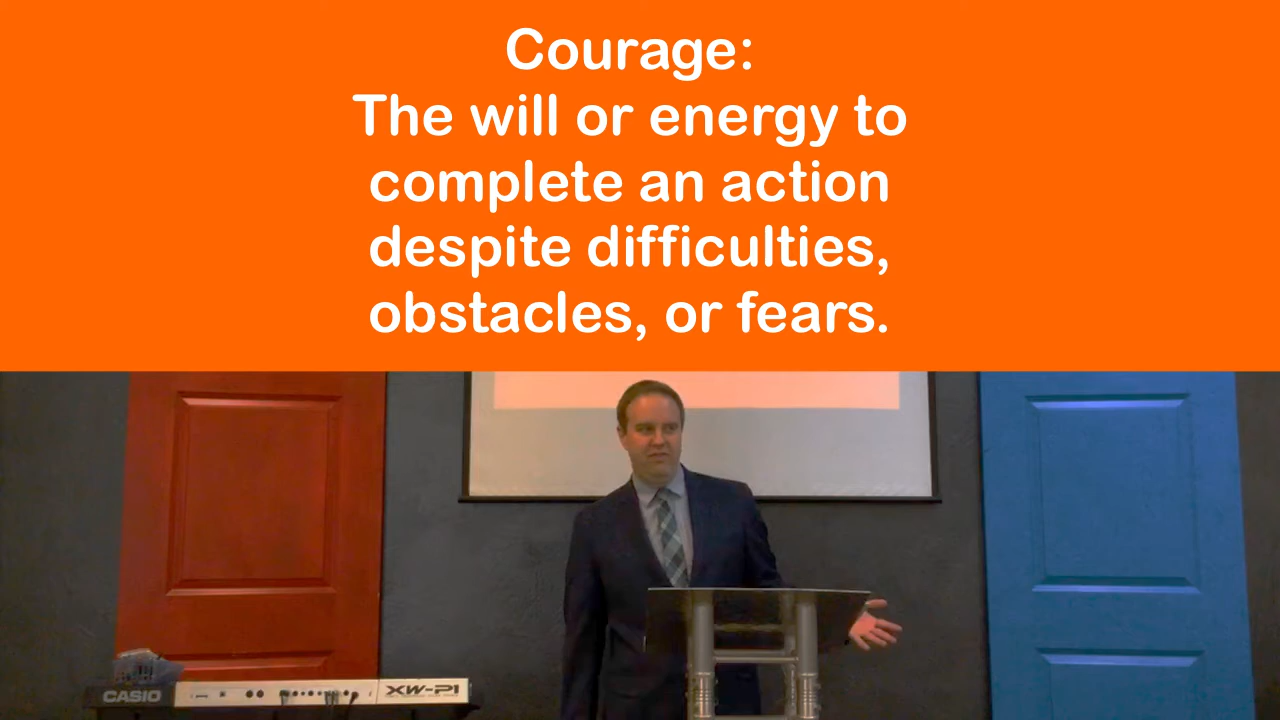 Courage:
The will or energy to
complete an action
despite difficulties,
obstacles, or fears.
CASIO
XW-P1